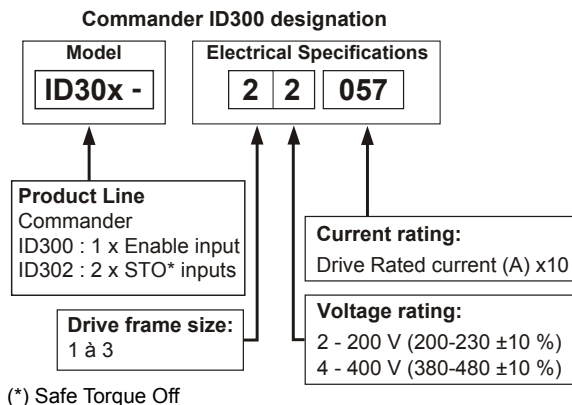 Commander ID300 designation
Model
ID30x -
Electrical Specifications
2 2 057
Product Line
Commander
ID300 : 1 x Enable input
ID302 : 2 x STO* inputs
Drive frame size:
1 à 3
Current rating:
Drive Rated current (A) x10
Voltage rating:
2 - 200 V (200-230 ±10 %)
4 - 400 V (380-480 ±10 %)
(*) Safe Torque Off